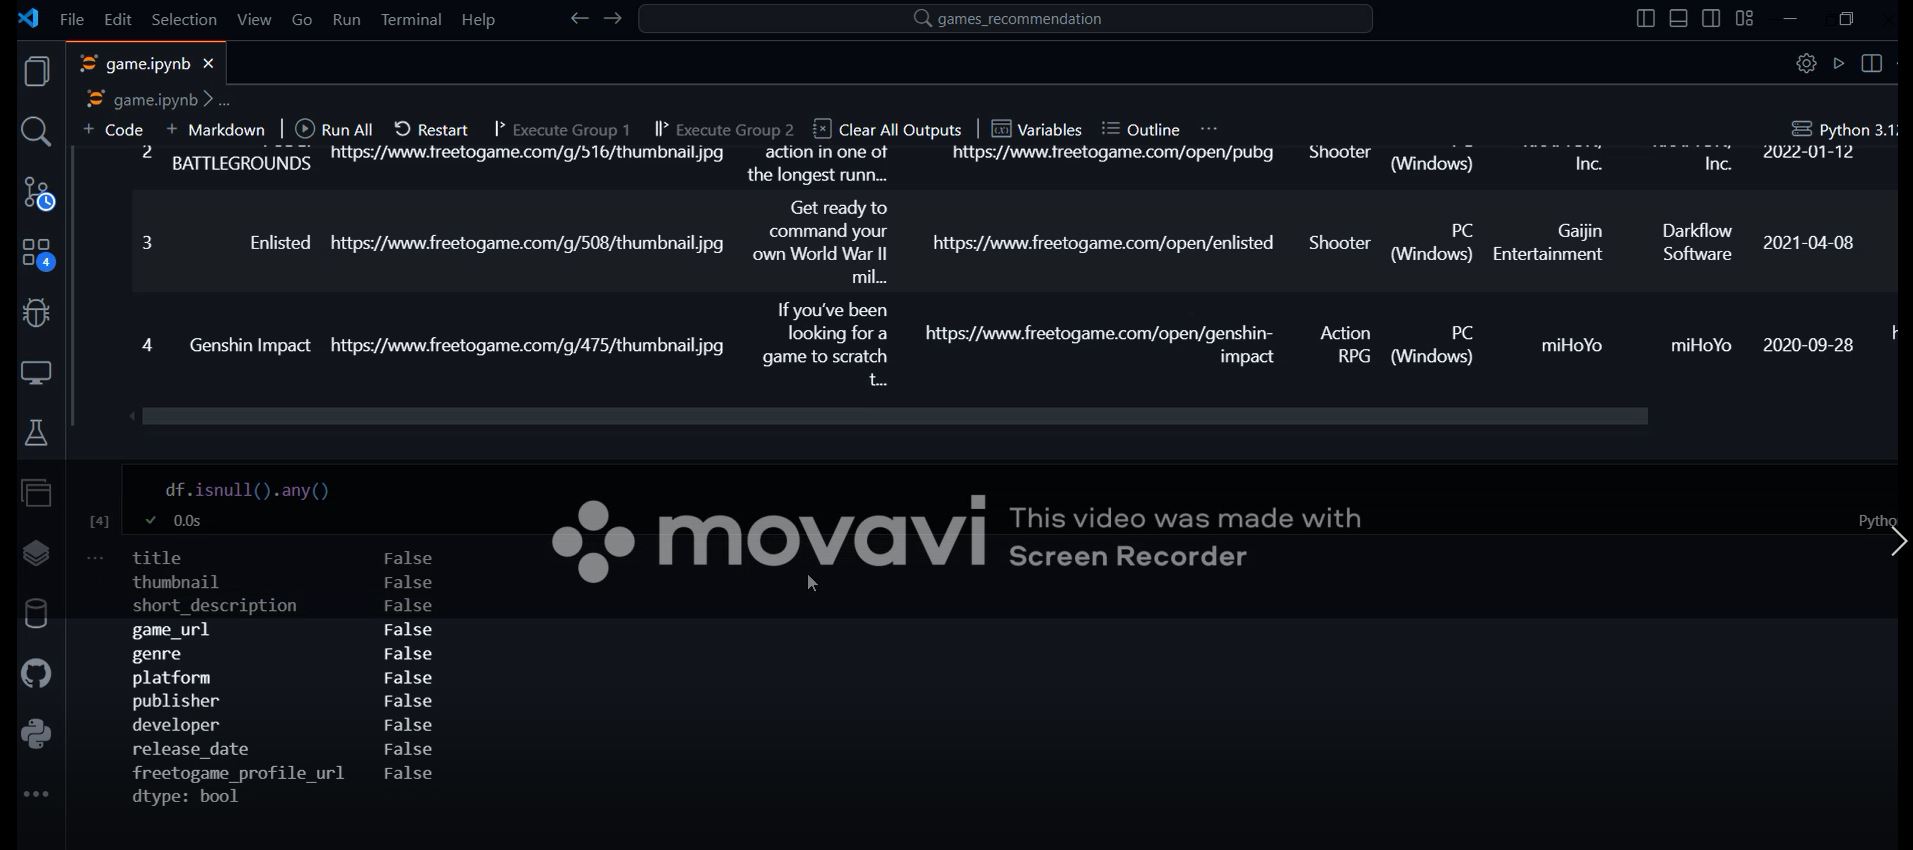 File Edit Selection View Go Run Terminal Help
games_recommendation
game.ipynb
game.ipynb > ...
+ Code + Markdown | Run All Restart Execute Group 1 Execute Group 2 Clear All Outputs | Variables Outline ... Python 3.12
2 BATTLEGROUNDS https://www.freetogame.com/g/516/thumbnail.jpg action in one of the longest runn... https://www.freetogame.com/open/pubg Shooter (Windows) Inc. Inc. 2022-01-12
3 Enlisted https://www.freetogame.com/g/508/thumbnail.jpg Get ready to command your own World War II mil... https://www.freetogame.com/open/enlisted Shooter PC (Windows) Gaijin Entertainment Darkflow Software 2021-04-08
4 Genshin Impact https://www.freetogame.com/g/475/thumbnail.jpg If you've been looking for a game to scratch t... https://www.freetogame.com/open/genshin-impact Action RPG PC (Windows) miHoYo miHoYo 2020-09-28
df.isnull().any()
[4] 0.0s
Pytho
movavi
This video was made with
Screen Recorder
4
... title False
thumbnail False
short_description False
game_url False
genre False
platform False
publisher False
developer False
release_date False
freetogame_profile_url False
dtype: bool